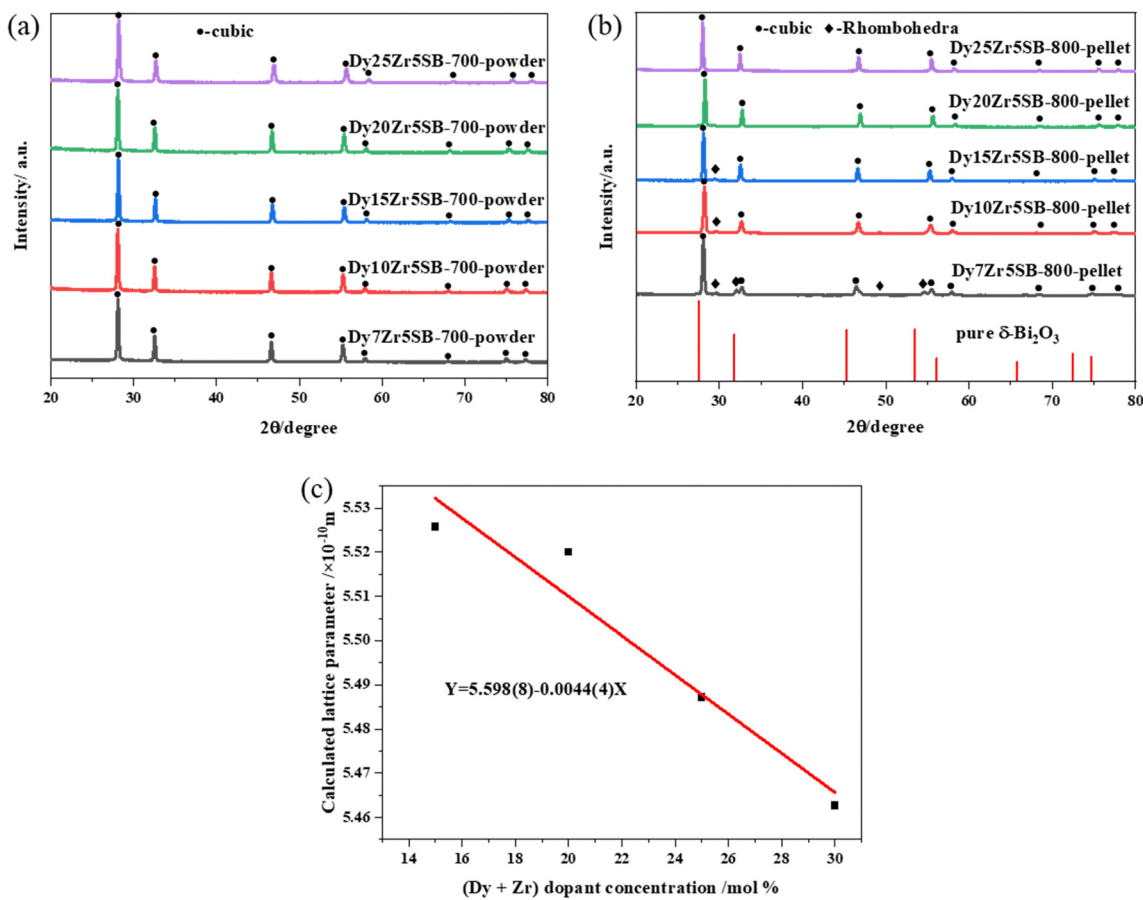 (a)
●-cubic
Dy25Zr5SB-700-powder
Dy20Zr5SB-700-powder
Dy15Zr5SB-700-powder
Dy10Zr5SB-700-powder
Dy7Zr5SB-700-powder
Intensity/ a.u.
20 30 40 50 60 70 80
2θ/degree
(b)
●-cubic ◆-Rhombohedra
Dy25Zr5SB-800-pellet
Dy20Zr5SB-800-pellet
Dy15Zr5SB-800-pellet
Dy10Zr5SB-800-pellet
Dy7Zr5SB-800-pellet
pure δ-Bi₂O₃
Intensity/a.u.
20 30 40 50 60 70 80
2θ/degree
(c)
Calculated lattice parameter /×10⁻¹⁰m
5.53
5.52
5.51
5.50
5.49
5.48
5.47
5.46
Y=5.598(8)-0.0044(4)X
14 16 18 20 22 24 26 28 30
(Dy + Zr) dopant concentration /mol %